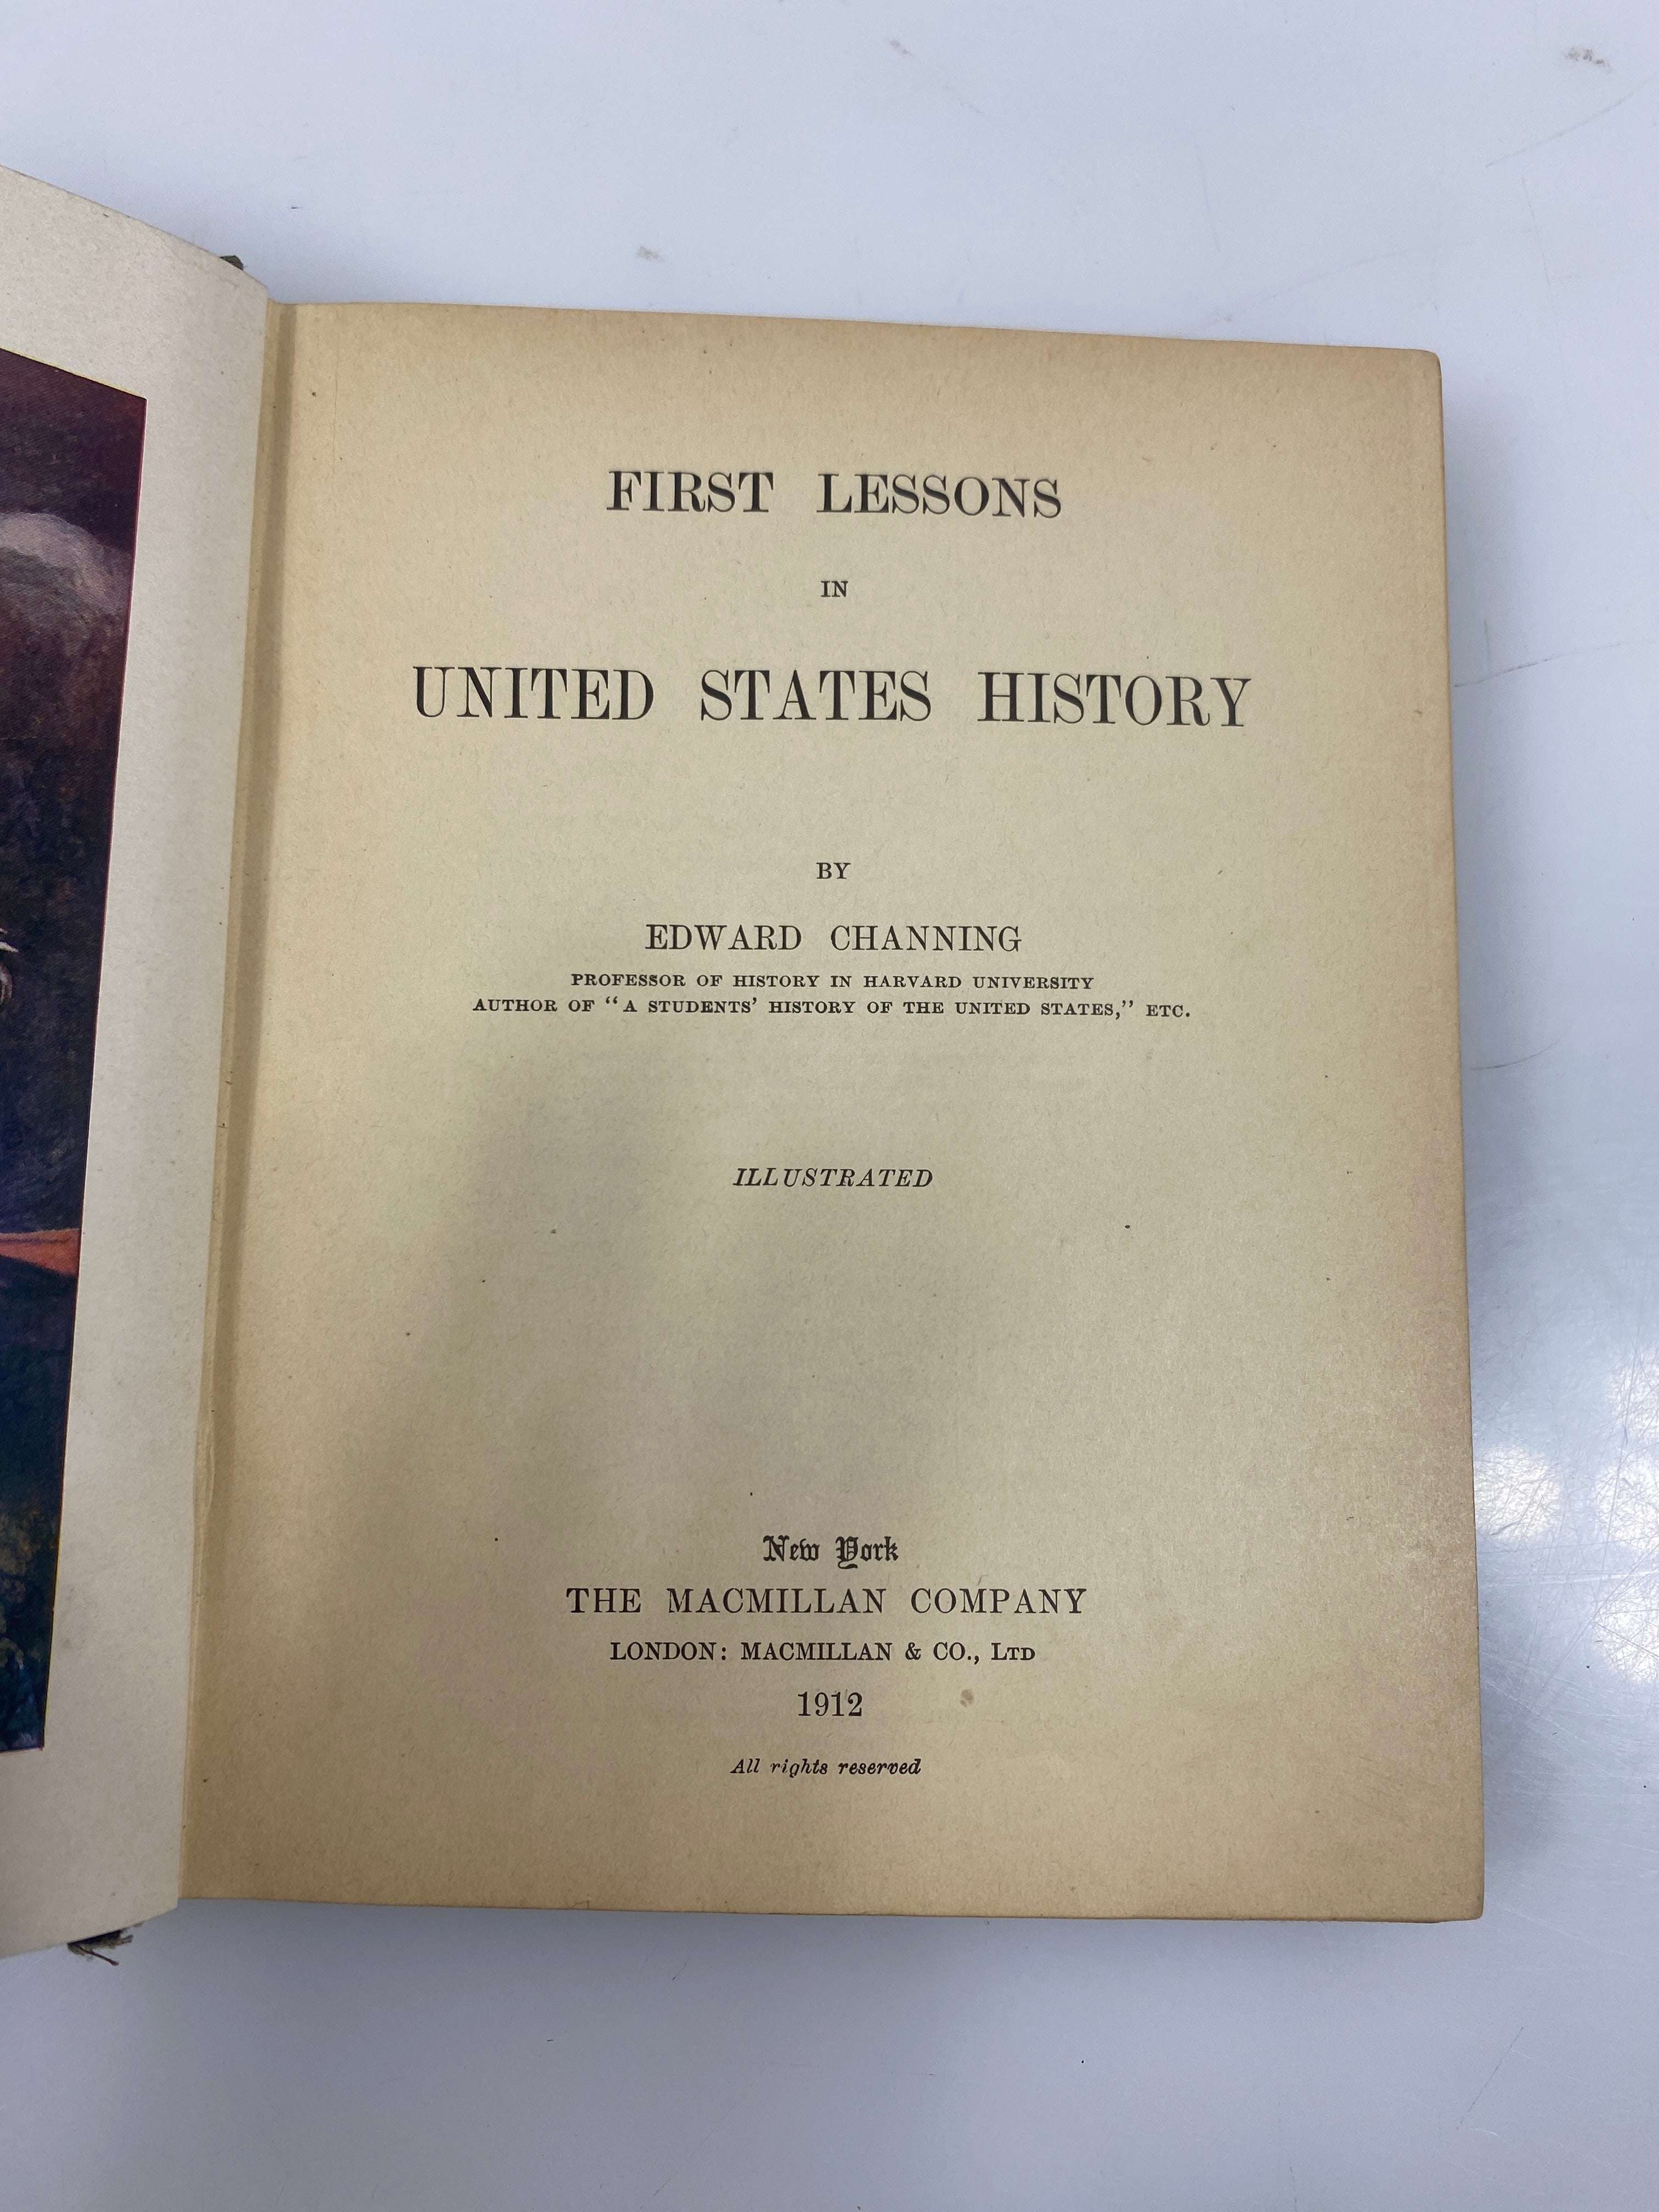 FIRST LESSONS
IN
UNITED STATES HISTORY
BY
EDWARD CHANNING
PROFESSOR OF HISTORY IN HARVARD UNIVERSITY
AUTHOR OF “A STUDENTS’ HISTORY OF THE UNITED STATES,” ETC.
ILLUSTRATED
New York
THE MACMILLAN COMPANY
LONDON: MACMILLAN & CO., LTD
1912
All rights reserved